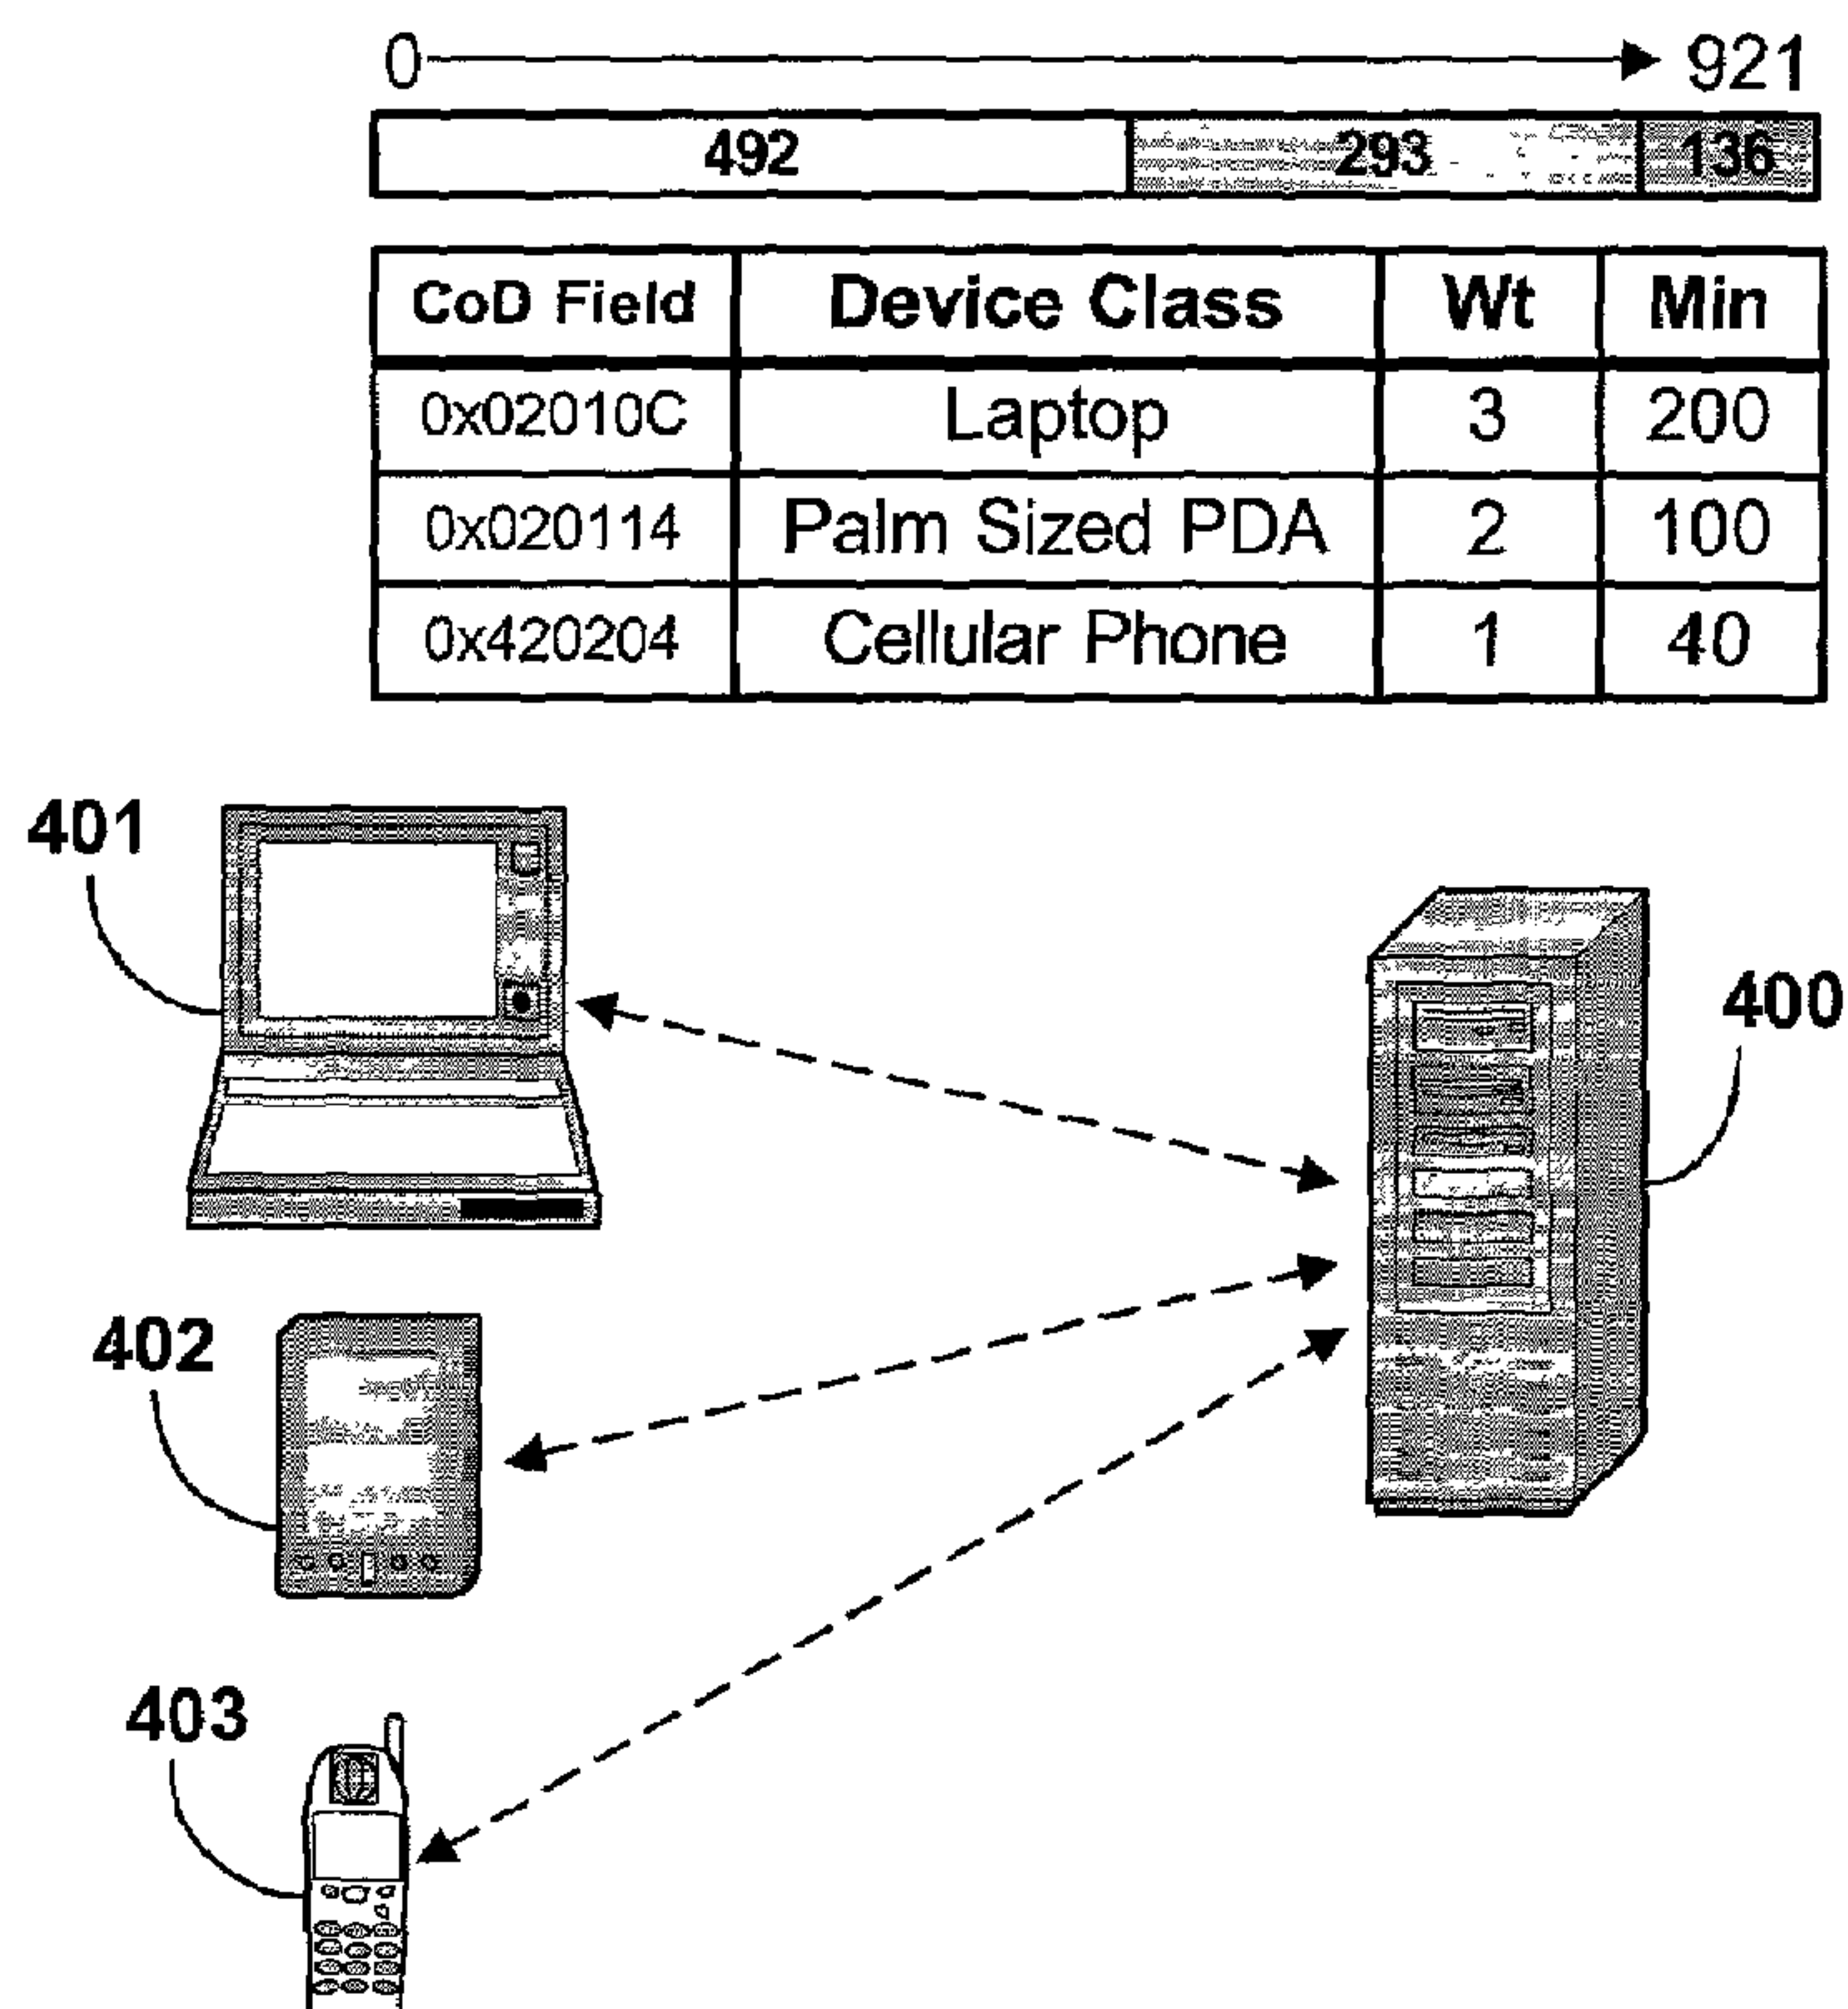 0 921
492 293 136
CoD Field Device Class Wt Min
0x02010C Laptop 3 200
0x020114 Palm Sized PDA 2 100
0x420204 Cellular Phone 1 40
401
400
402
403